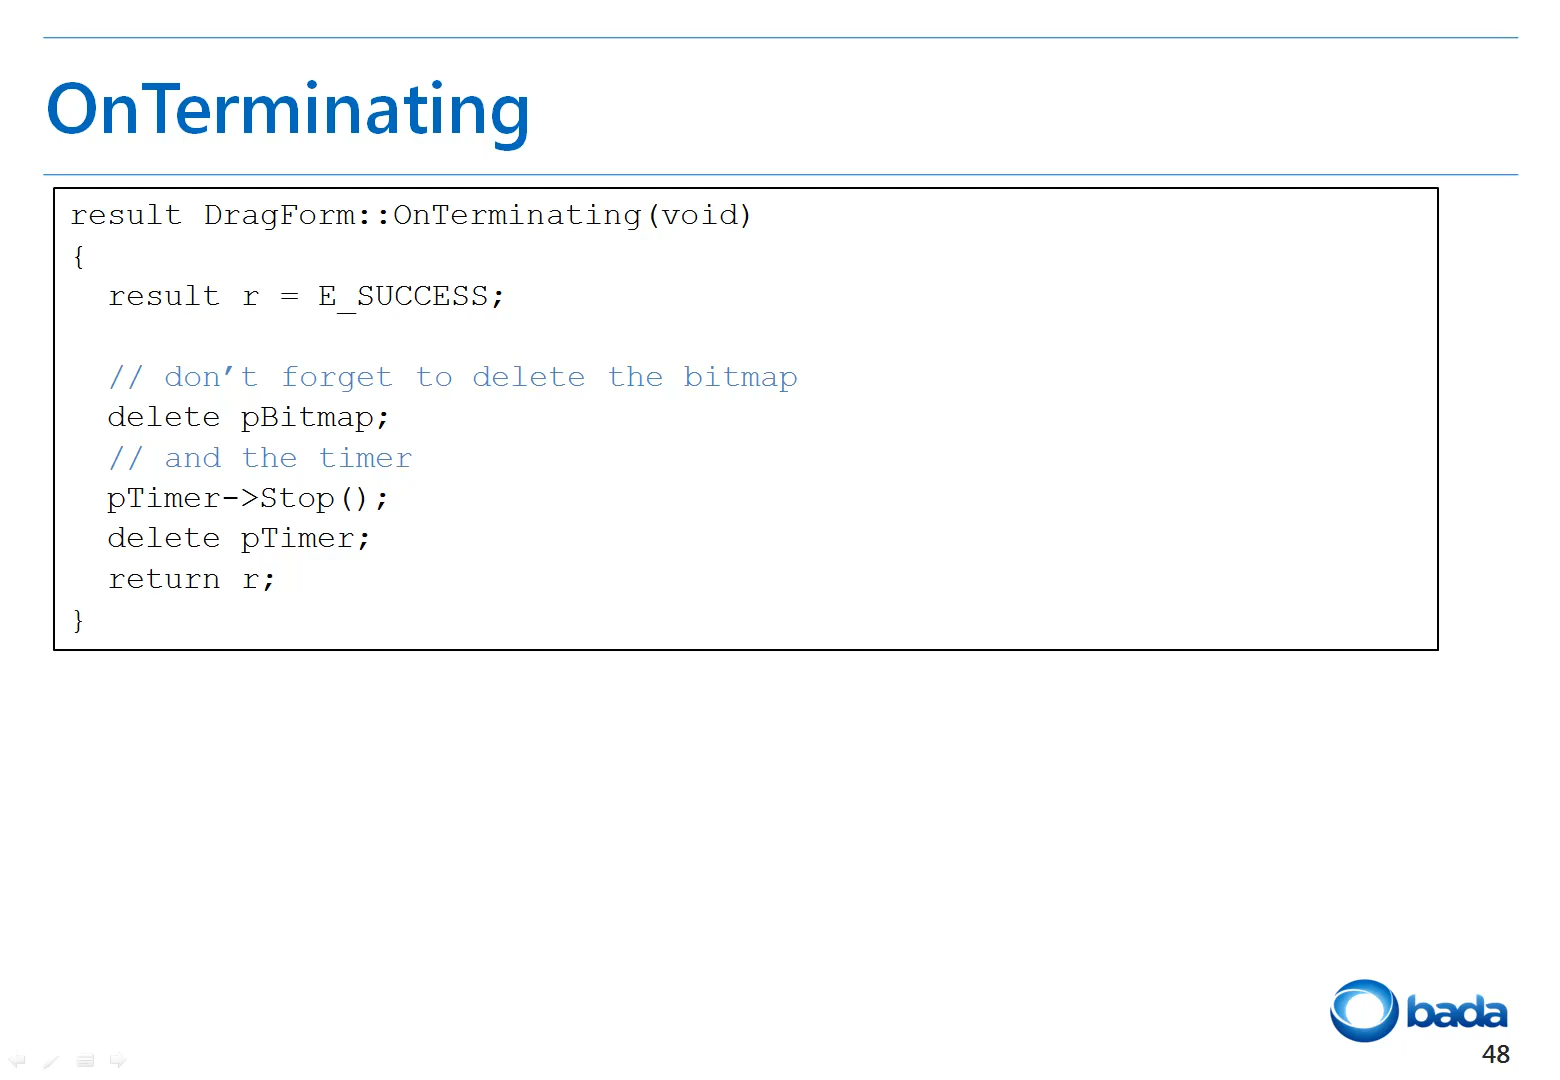 OnTerminating
result DragForm::OnTerminating(void)
{
result r = E_SUCCESS;
// don’t forget to delete the bitmap
delete pBitmap;
// and the timer
pTimer->Stop();
delete pTimer;
return r;
}
bada
48